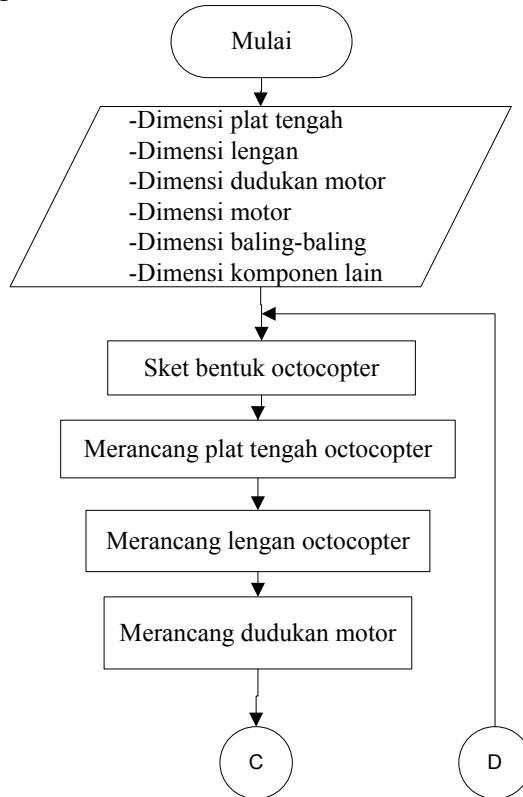 Mulai
-Dimensi plat tengah
-Dimensi lengan
-Dimensi dudukan motor
-Dimensi motor
-Dimensi baling-baling
-Dimensi komponen lain
Sket bentuk octocopter
Merancang plat tengah octocopter
Merancang lengan octocopter
Merancang dudukan motor
C
D